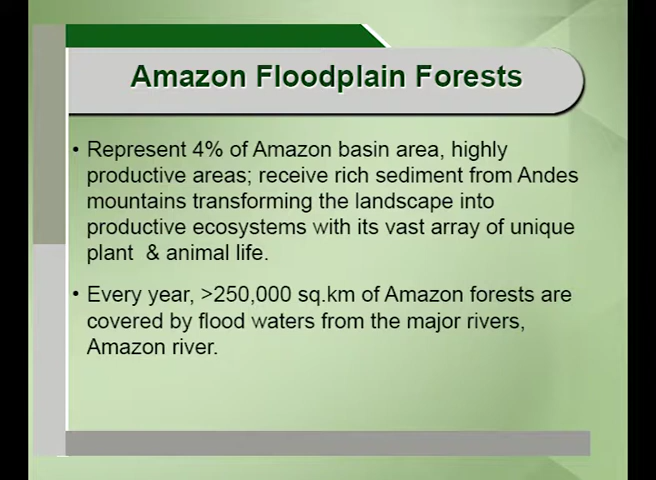 Amazon Floodplain Forests
• Represent 4% of Amazon basin area, highly
productive areas; receive rich sediment from Andes
mountains transforming the landscape into
productive ecosystems with its vast array of unique
plant & animal life.
• Every year, >250,000 sq.km of Amazon forests are
covered by flood waters from the major rivers,
Amazon river.